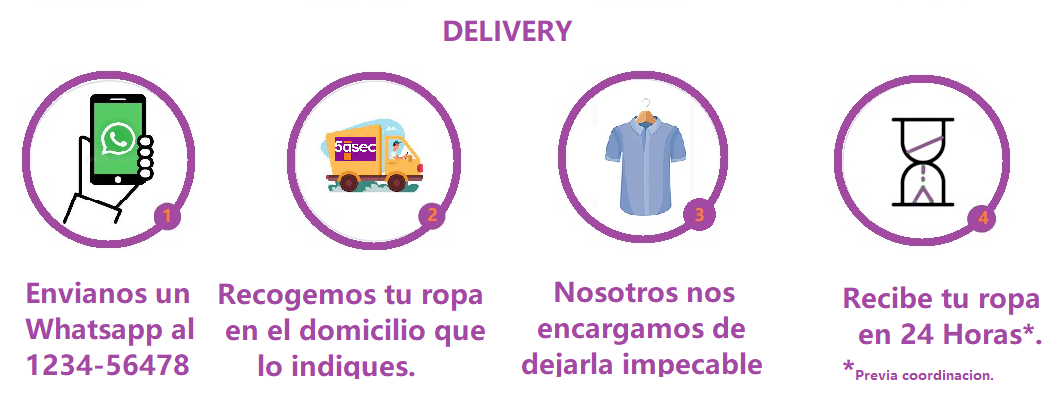 DELIVERY
5àsec
1
2
3
4
Envianos un
Whatsapp al
1234-56478
Recogemos tu ropa
en el domicilio que
lo indiques.
Nosotros nos
encargamos de
dejarla impecable
Recibe tu ropa
en 24 Horas*.
*Previa coordinacion.